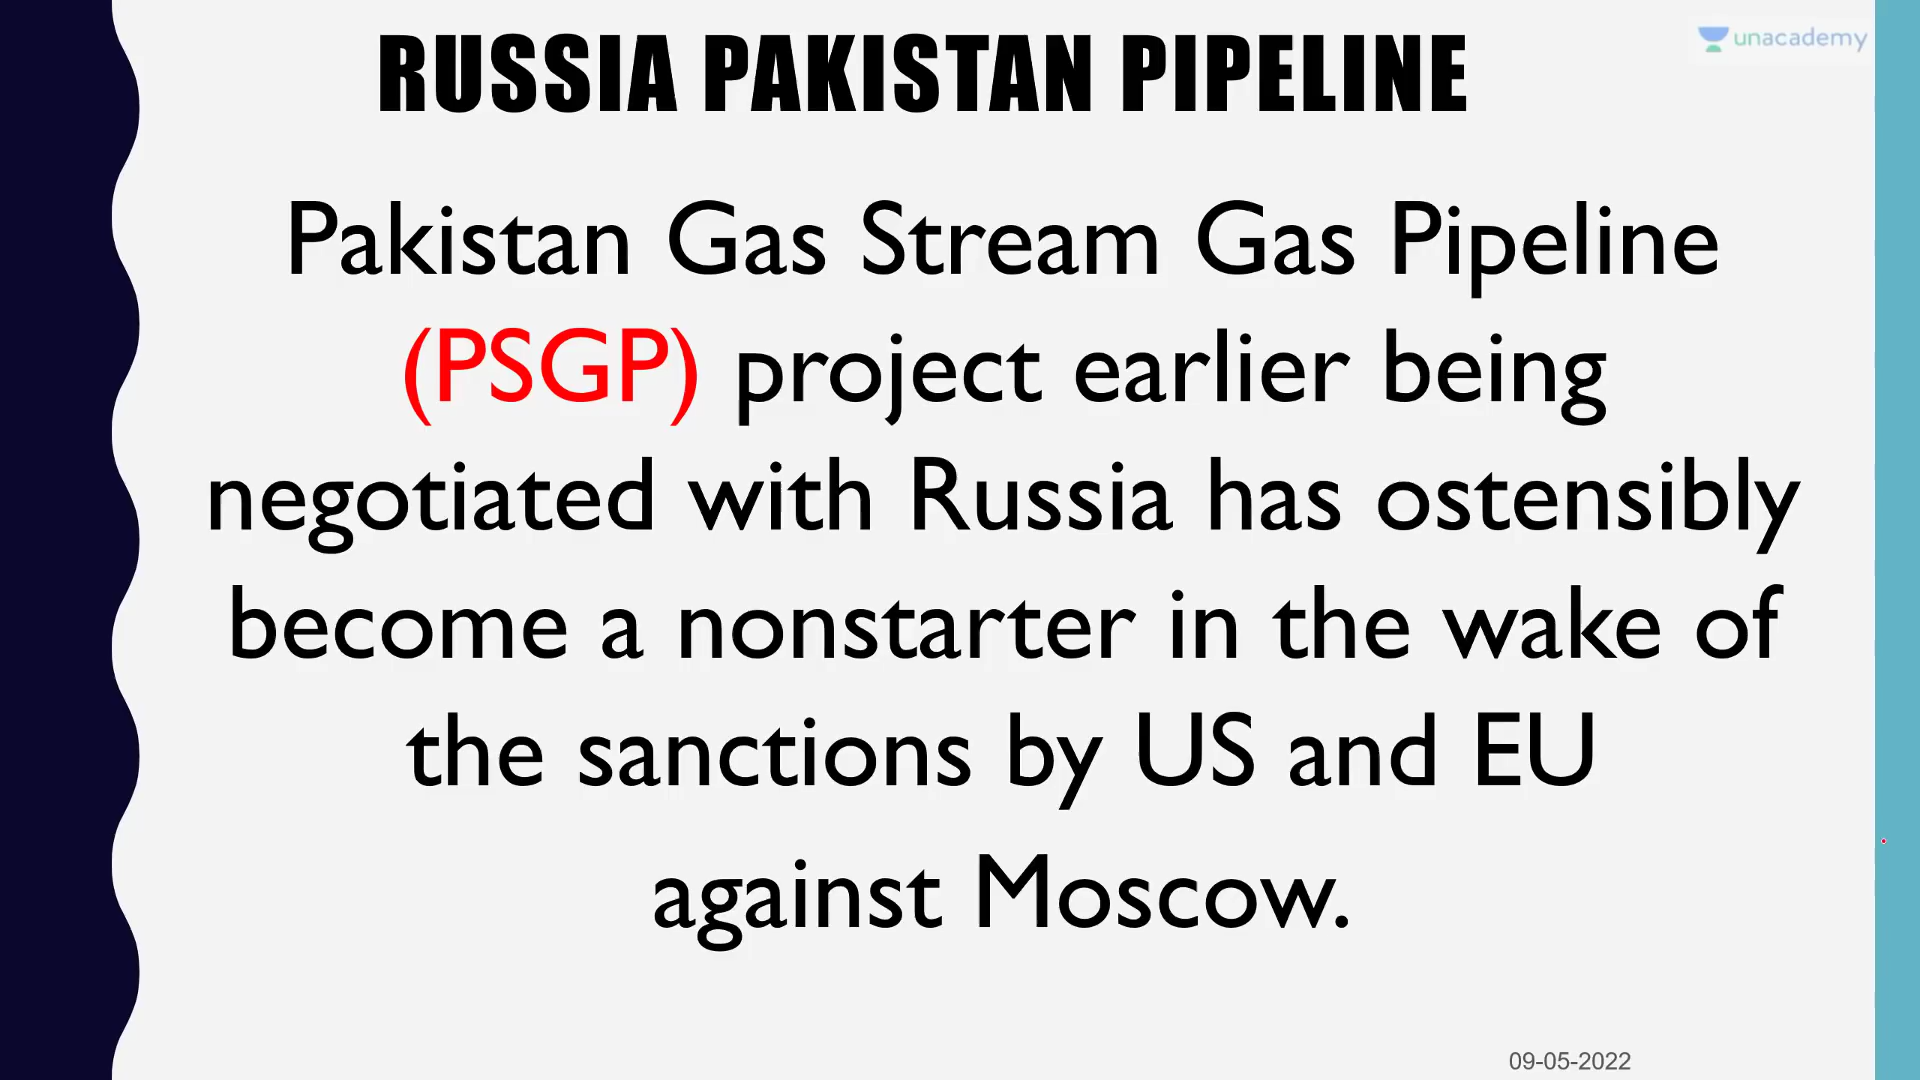 RUSSIA PAKISTAN PIPELINE
unacademy
Pakistan Gas Stream Gas Pipeline
(PSGP) project earlier being
negotiated with Russia has ostensibly
become a nonstarter in the wake of
the sanctions by US and EU
against Moscow.
09-05-2022